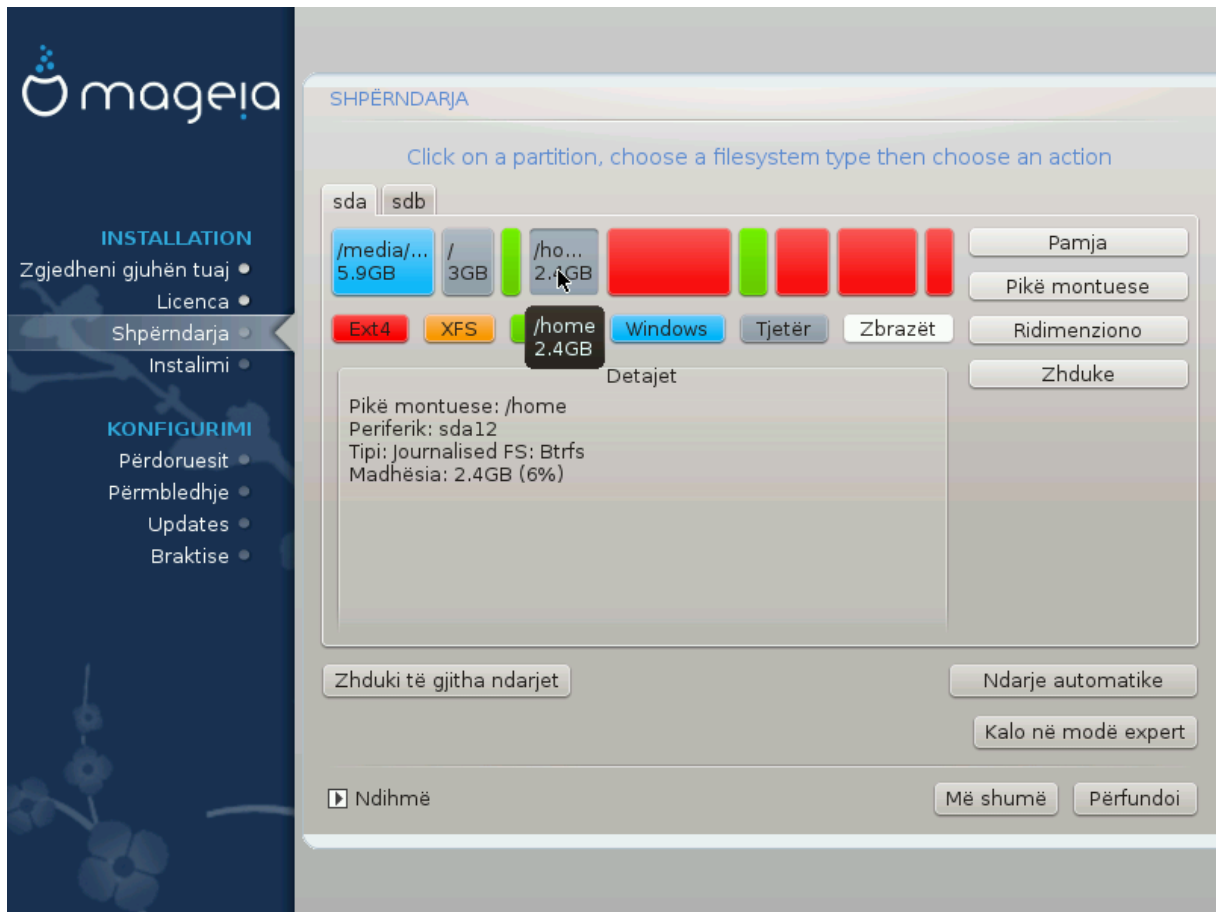 mageia
INSTALLATION
Zgjedheni gjuhën tuaj
Licenca
Shpërndarja
Instalimi
KONFIGURIMI
Përdoruesit
Përmbledhje
Updates
Braktise
SHPËRNDARJA
Click on a partition, choose a filesystem type then choose an action
sda
sdb
/media/...
5.9GB
/
3GB
/ho...
2.4GB
Ext4
XFS
/home
2.4GB
Windows
Tjetër
Zbrazët
Pamja
Pikë montuese
Ridimenziono
Zhduke
Detajet
Pikë montuese: /home
Periferik: sda12
Tipi: Journalised FS: Btrfs
Madhësia: 2.4GB (6%)
Zhduki të gjitha ndarjet
Ndarje automatike
Kalo në modë expert
Ndihmë
Më shumë
Përfundoi